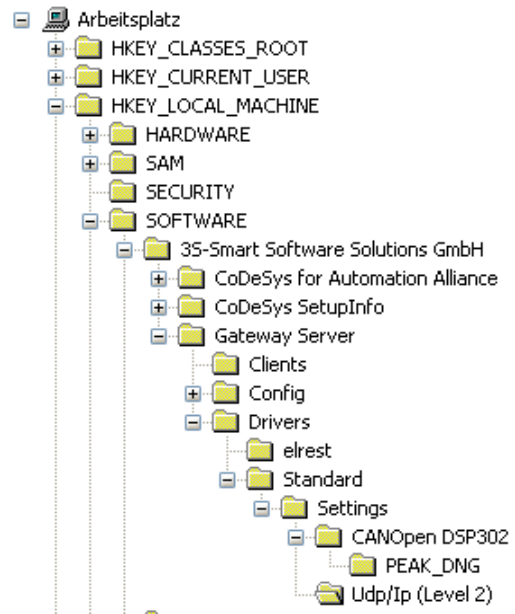 Arbeitsplatz
HKEY_CLASSES_ROOT
HKEY_CURRENT_USER
HKEY_LOCAL_MACHINE
HARDWARE
SAM
SECURITY
SOFTWARE
3S-Smart Software Solutions GmbH
CoDeSys for Automation Alliance
CoDeSys SetupInfo
Gateway Server
Clients
Config
Drivers
elrest
Standard
Settings
CANOpen DSP302
PEAK_DNG
Udp/Ip (Level 2)